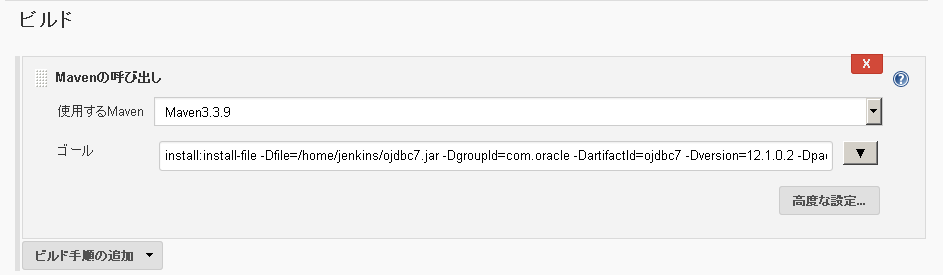 ビルド
Mavenの呼び出し
X
使用するMaven
Maven3.3.9
ゴール
install:install-file -Dfile=/home/jenkins/ojdbc7.jar -DgroupId=com.oracle -DartifactId=ojdbc7 -Dversion=12.1.0.2 -Dpac
高度な設定...
ビルド手順の追加